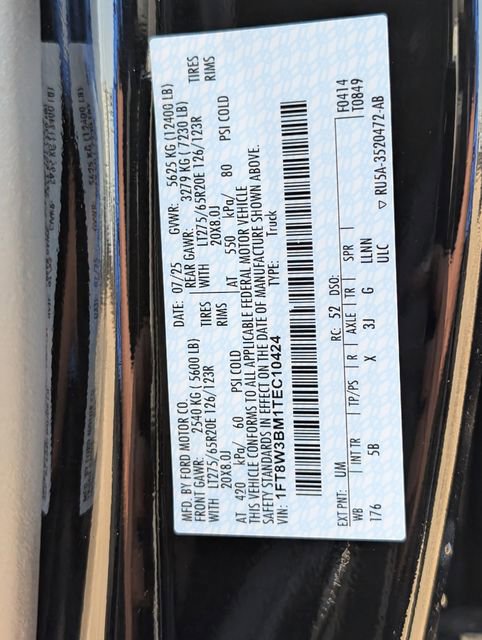 MFD. BY FORD MOTOR CO.
DATE: 07/25 GVWR: 5625 KG (12400 LB)
FRONT GAWR: 2540 KG ( 5600 LB) REAR GAWR: 3279 KG ( 7230 LB)
WITH LT275/65R20E 126/123R TIRES WITH LT275/65R20E 126/123R TIRES
20X8.0J RIMS 20X8.0J RIMS
AT 420 kPa/ 60 PSI COLD AT 550 kPa/ 80 PSI COLD
THIS VEHICLE CONFORMS TO ALL APPLICABLE FEDERAL MOTOR VEHICLE
SAFETY STANDARDS IN EFFECT ON THE DATE OF MANUFACTURE SHOWN ABOVE.
VIN: 1FT8W3BM1TEC10424 TYPE: Truck
F0414
T0849
EXT PNT: UM RC: 52 DSO:
WB INT TR TP/PS R AXLE TR SPR
176 5B X 3J G LLNN
ULC
RU5A-3520472-AB
5625 KG (12400 LB)